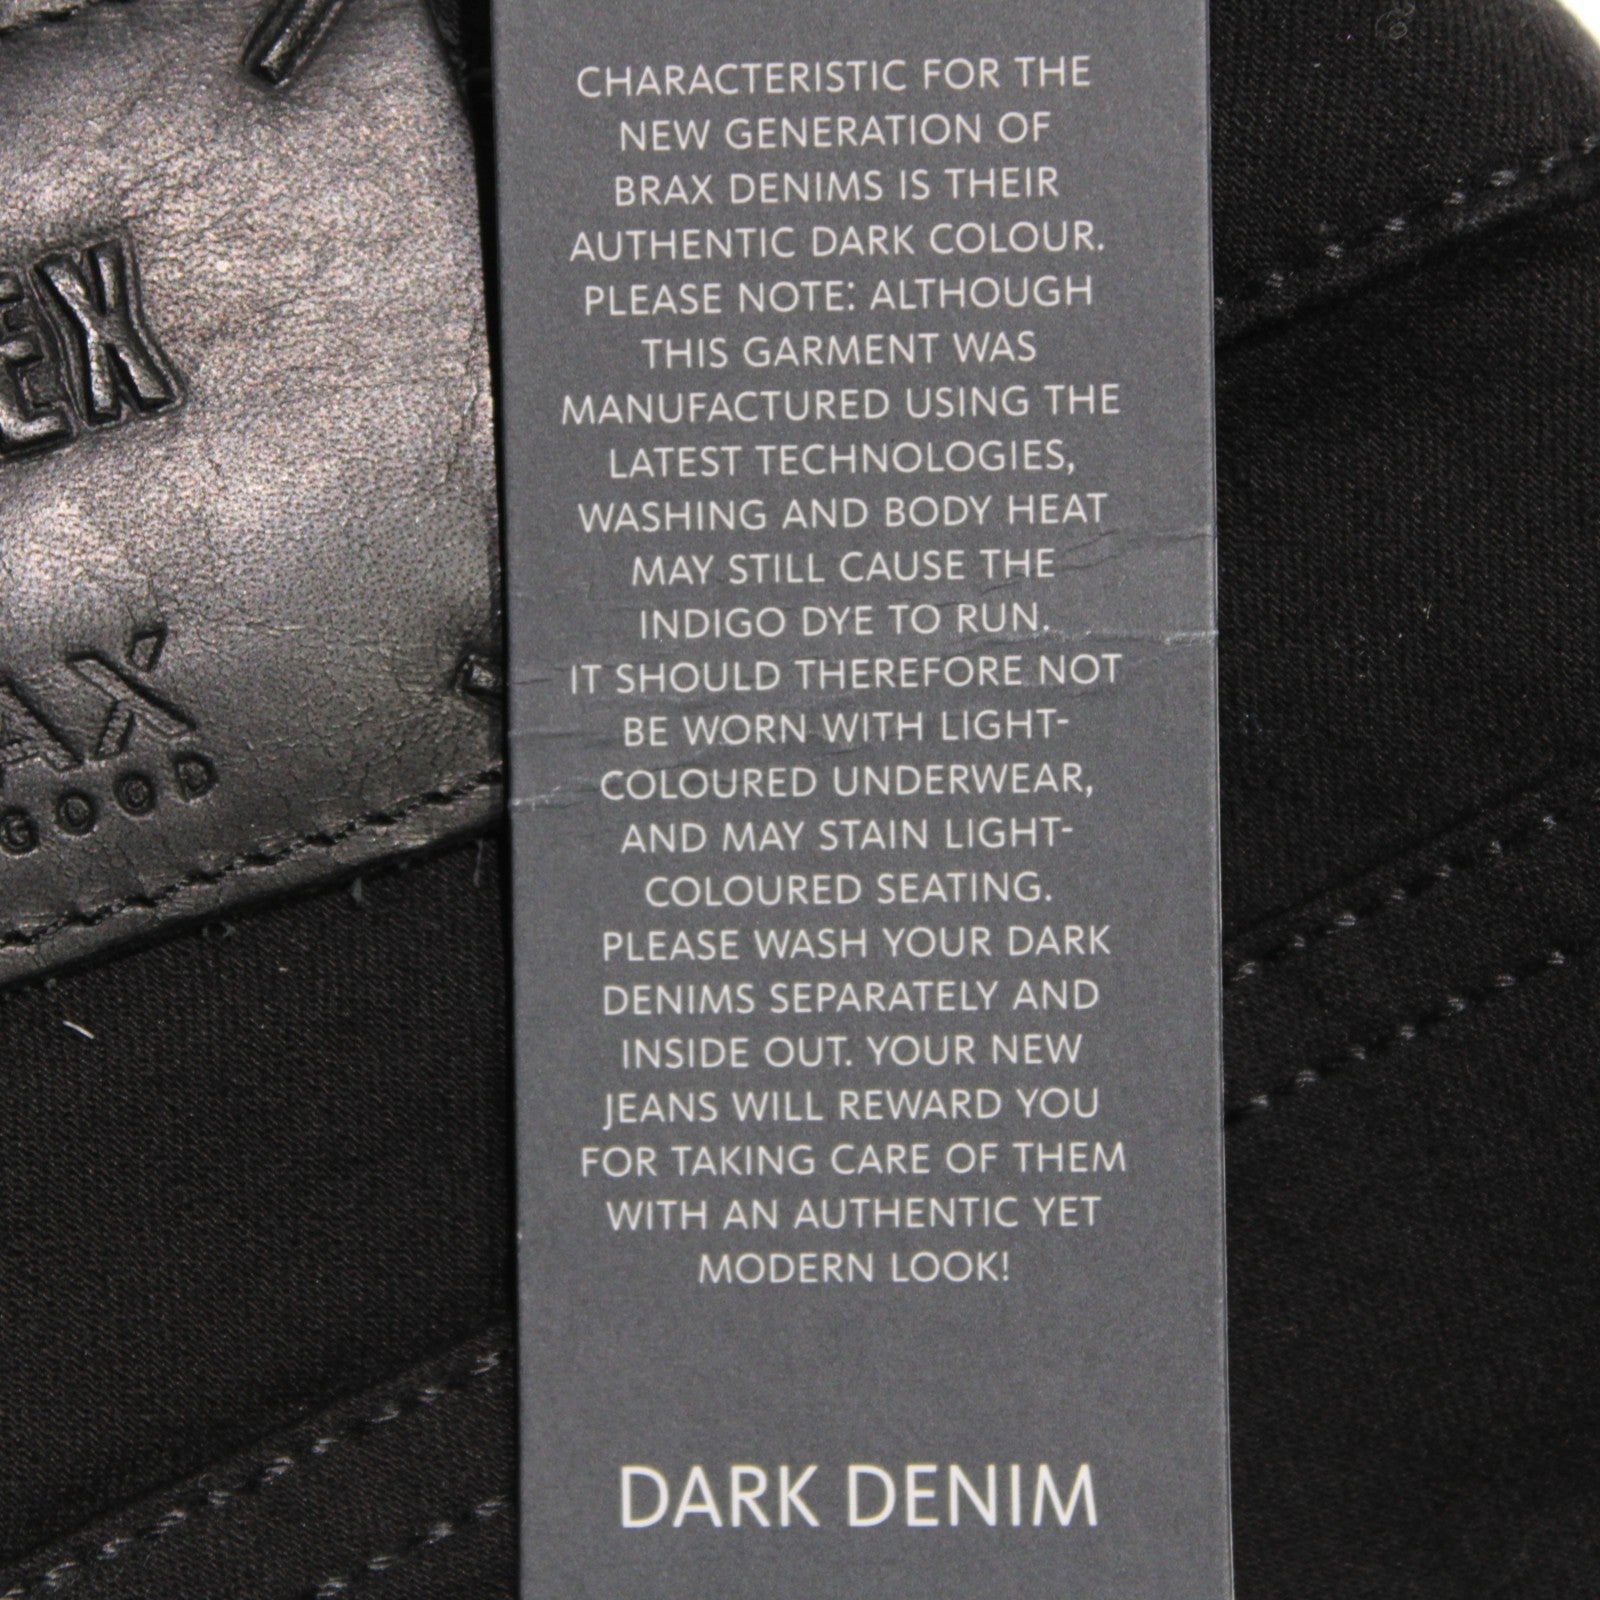 CHARACTERISTIC FOR THE
NEW GENERATION OF
BRAX DENIMS IS THEIR
AUTHENTIC DARK COLOUR.
PLEASE NOTE: ALTHOUGH
THIS GARMENT WAS
MANUFACTURED USING THE
LATEST TECHNOLOGIES,
WASHING AND BODY HEAT
MAY STILL CAUSE THE
INDIGO DYE TO RUN.
IT SHOULD THEREFORE NOT
BE WORN WITH LIGHT-
COLOURED UNDERWEAR,
AND MAY STAIN LIGHT-
COLOURED SEATING.
PLEASE WASH YOUR DARK
DENIMS SEPARATELY AND
INSIDE OUT. YOUR NEW
JEANS WILL REWARD YOU
FOR TAKING CARE OF THEM
WITH AN AUTHENTIC YET
MODERN LOOK!
DARK DENIM
EX
AX
GOOD